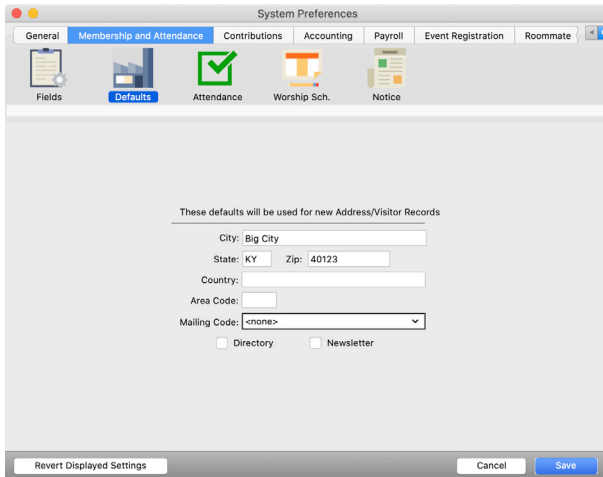 System Preferences
General Membership and Attendance Contributions Accounting Payroll Event Registration Roommate
Fields Defaults Attendance Worship Sch. Notice
These defaults will be used for new Address/Visitor Records
City: Big City
State: KY Zip: 40123
Country:
Area Code:
Mailing Code: <none>
Directory Newsletter
Revert Displayed Settings Cancel Save